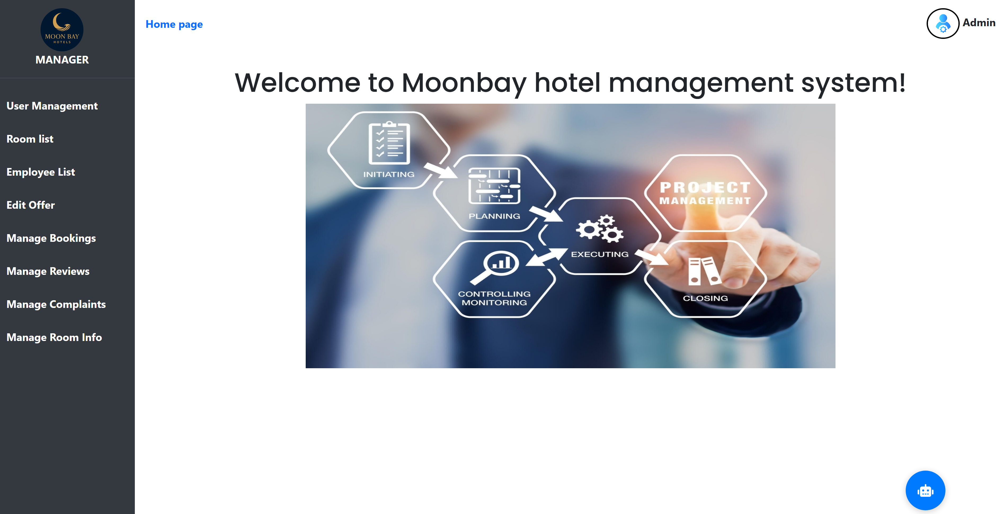 MOON BAY
HOTELS
MANAGER
User Management
Room list
Employee List
Edit Offer
Manage Bookings
Manage Reviews
Manage Complaints
Manage Room Info
Home page
Admin
Welcome to Moonbay hotel management system!
INITIATING
PLANNING
EXECUTING
PROJECT
MANAGEMENT
CONTROLLING
MONITORING
CLOSING